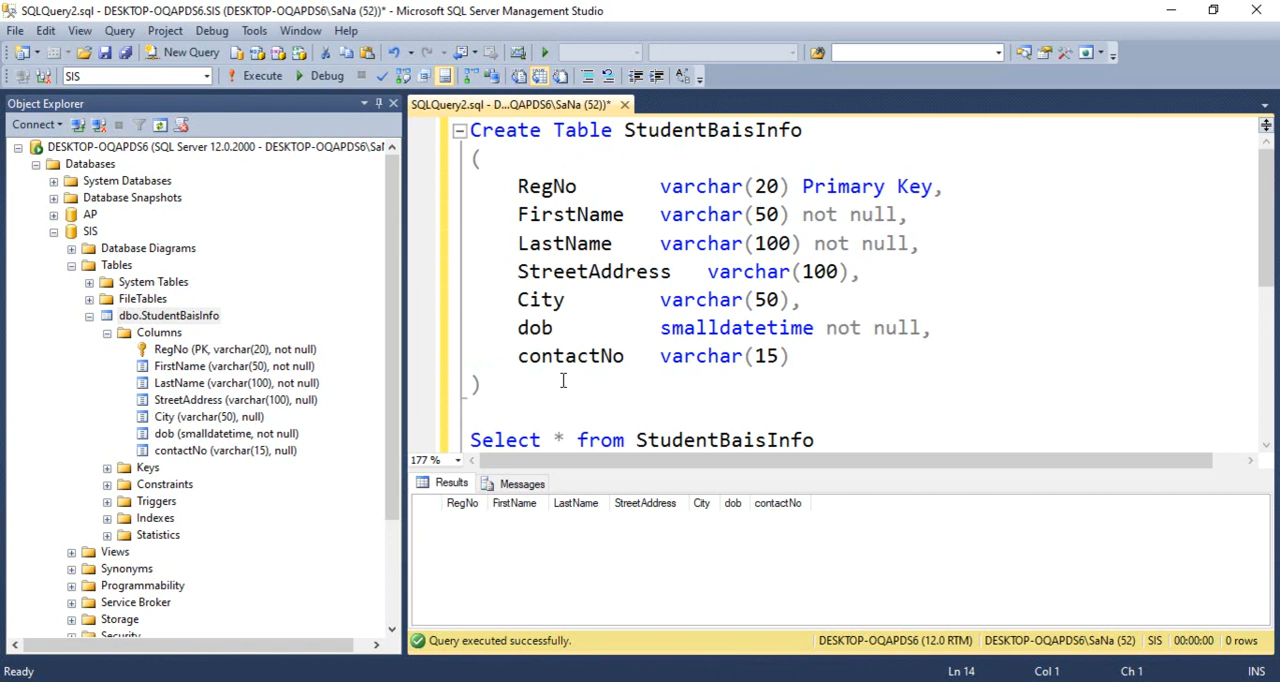 SQLQuery2.sql - DESKTOP-OQAPDS6.SIS (DESKTOP-OQAPDS6\SaNa (52))* - Microsoft SQL Server Management Studio
File Edit View Query Project Debug Tools Window Help
New Query
SIS Execute Debug
Object Explorer
Connect
DESKTOP-OQAPDS6 (SQL Server 12.0.2000 - DESKTOP-OQAPDS6\Sa
Databases
System Databases
Database Snapshots
AP
SIS
Database Diagrams
Tables
System Tables
FileTables
dbo.StudentBaisInfo
Columns
RegNo (PK, varchar(20), not null)
FirstName (varchar(50), not null)
LastName (varchar(100), not null)
StreetAddress (varchar(100), null)
City (varchar(50), null)
dob (smalldatetime, not null)
contactNo (varchar(15), null)
Keys
Constraints
Triggers
Indexes
Statistics
Views
Synonyms
Programmability
Service Broker
Storage
Security
SQLQuery2.sql - D...QAPDS6\SaNa (52))*
Create Table StudentBaisInfo
(
RegNo varchar(20) Primary Key,
FirstName varchar(50) not null,
LastName varchar(100) not null,
StreetAddress varchar(100),
City varchar(50),
dob smalldatetime not null,
contactNo varchar(15)
)
Select * from StudentBaisInfo
177 %
Results Messages
RegNo FirstName LastName StreetAddress City dob contactNo
Query executed successfully. DESKTOP-OQAPDS6 (12.0 RTM) DESKTOP-OQAPDS6\SaNa (52) SIS 00:00:00 0 rows
Ready Ln 14 Col 1 Ch 1 INS